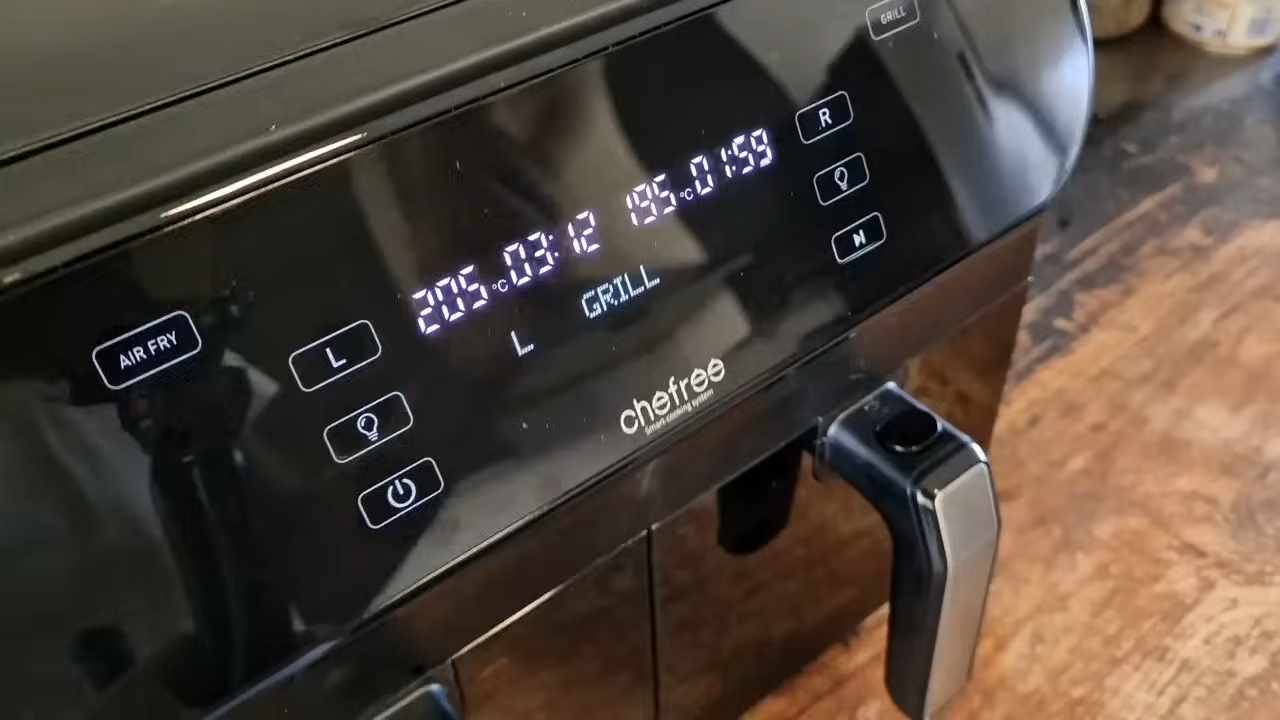 GRILL
R
195 °C 01:59
205 °C 03:12
GRILL
L
AIR FRY
L
chefree
Smart cooking system